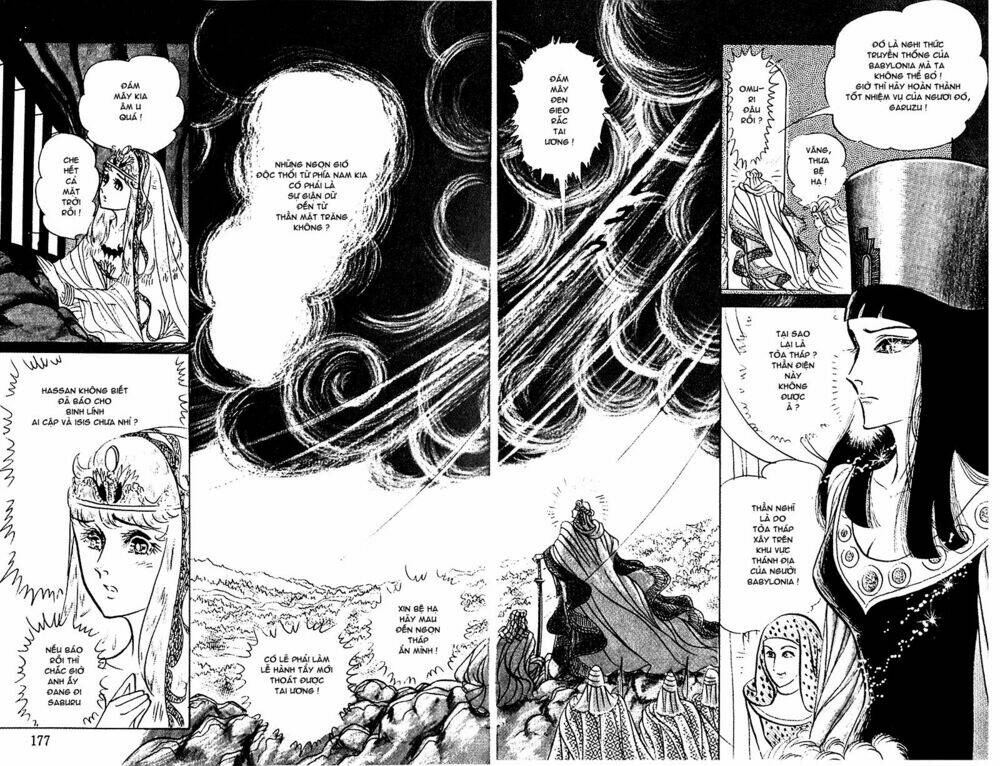 ĐÓ LÀ NGHI THỨC
TRUYỀN THỐNG CỦA
BABYLONIA MÀ TA
KHÔNG THỂ BỎ !
GIỜ THÌ HÃY HOÀN THÀNH
TỐT NHIỆM VỤ CỦA NGƯƠI ĐÓ,
GARUZU !
OMU-
RI
ĐÂU
RỒI ?
VÂNG,
THƯA
BỆ
HẠ !
TẠI SAO
LẠI LÀ
TÒA THÁP ?
THẦN ĐIỆN
NÀY
KHÔNG
ĐƯỢC
À ?
THẦN NGHĨ
LÀ DO
TÒA THÁP
XÂY TRÊN
KHU VỰC
THÁNH ĐỊA
CỦA NGƯỜI
BABYLONIA !
ĐÁM
MÂY
ĐEN
GIEO
RẮC
TAI
ƯƠNG !
NHỮNG NGỌN GIÓ
ĐỘC THỔI TỪ PHÍA NAM KIA
CÓ PHẢI LÀ
SỰ GIẬN DỮ
ĐẾN TỪ
THẦN MẶT TRĂNG
KHÔNG ?
XIN BỆ HẠ
HÃY MAU
ĐẾN NGỌN
THÁP
ẨN MÌNH !
CÓ LẼ PHẢI LÀM
LỄ HÀNH TẨY MỚI
THOÁT ĐƯỢC
TAI ƯƠNG !
ĐÁM
MÂY KIA
ÂM U
QUÁ !
CHE
HẾT
CẢ
MẶT
TRỜI
RỒI !
HASSAN KHÔNG BIẾT
ĐÃ BÁO CHO
BINH LÍNH
AI CẬP VÀ ISIS CHƯA NHỈ ?
NẾU BÁO
RỒI THÌ
CHẮC GIỜ
ANH ẤY
ĐANG ĐI
SABURU
177